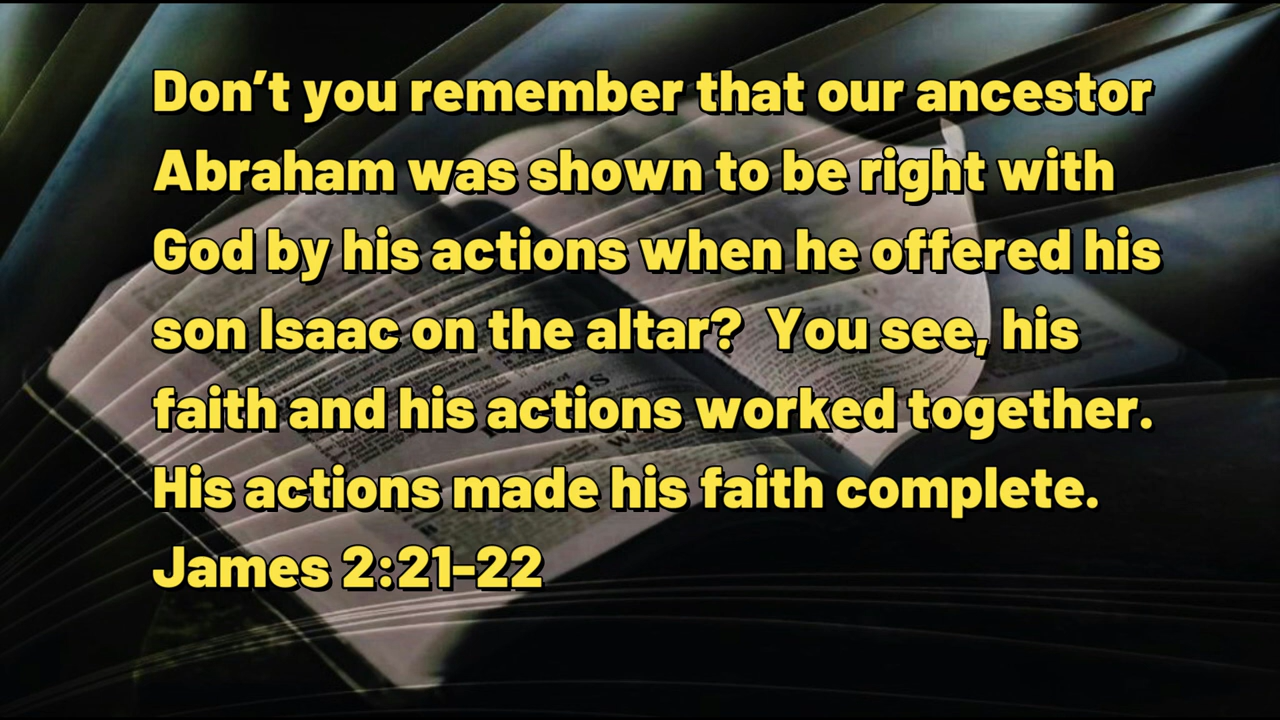 Don’t you remember that our ancestor
Abraham was shown to be right with
God by his actions when he offered his
son Isaac on the altar?  You see, his
faith and his actions worked together.
His actions made his faith complete.
James 2:21-22